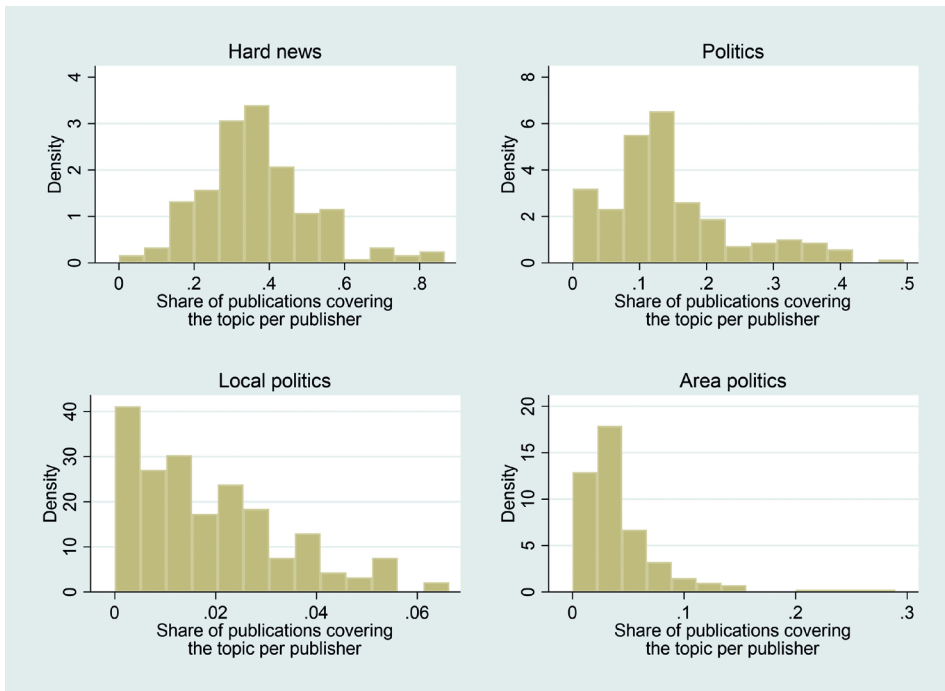 Hard news
Density
4
3
2
1
0
0 .2 .4 .6 .8
Share of publications covering
the topic per publisher
Politics
Density
8
6
4
2
0
0 .1 .2 .3 .4 .5
Share of publications covering
the topic per publisher
Local politics
Density
40
30
20
10
0
0 .02 .04 .06
Share of publications covering
the topic per publisher
Area politics
Density
20
15
10
5
0
0 .1 .2 .3
Share of publications covering
the topic per publisher